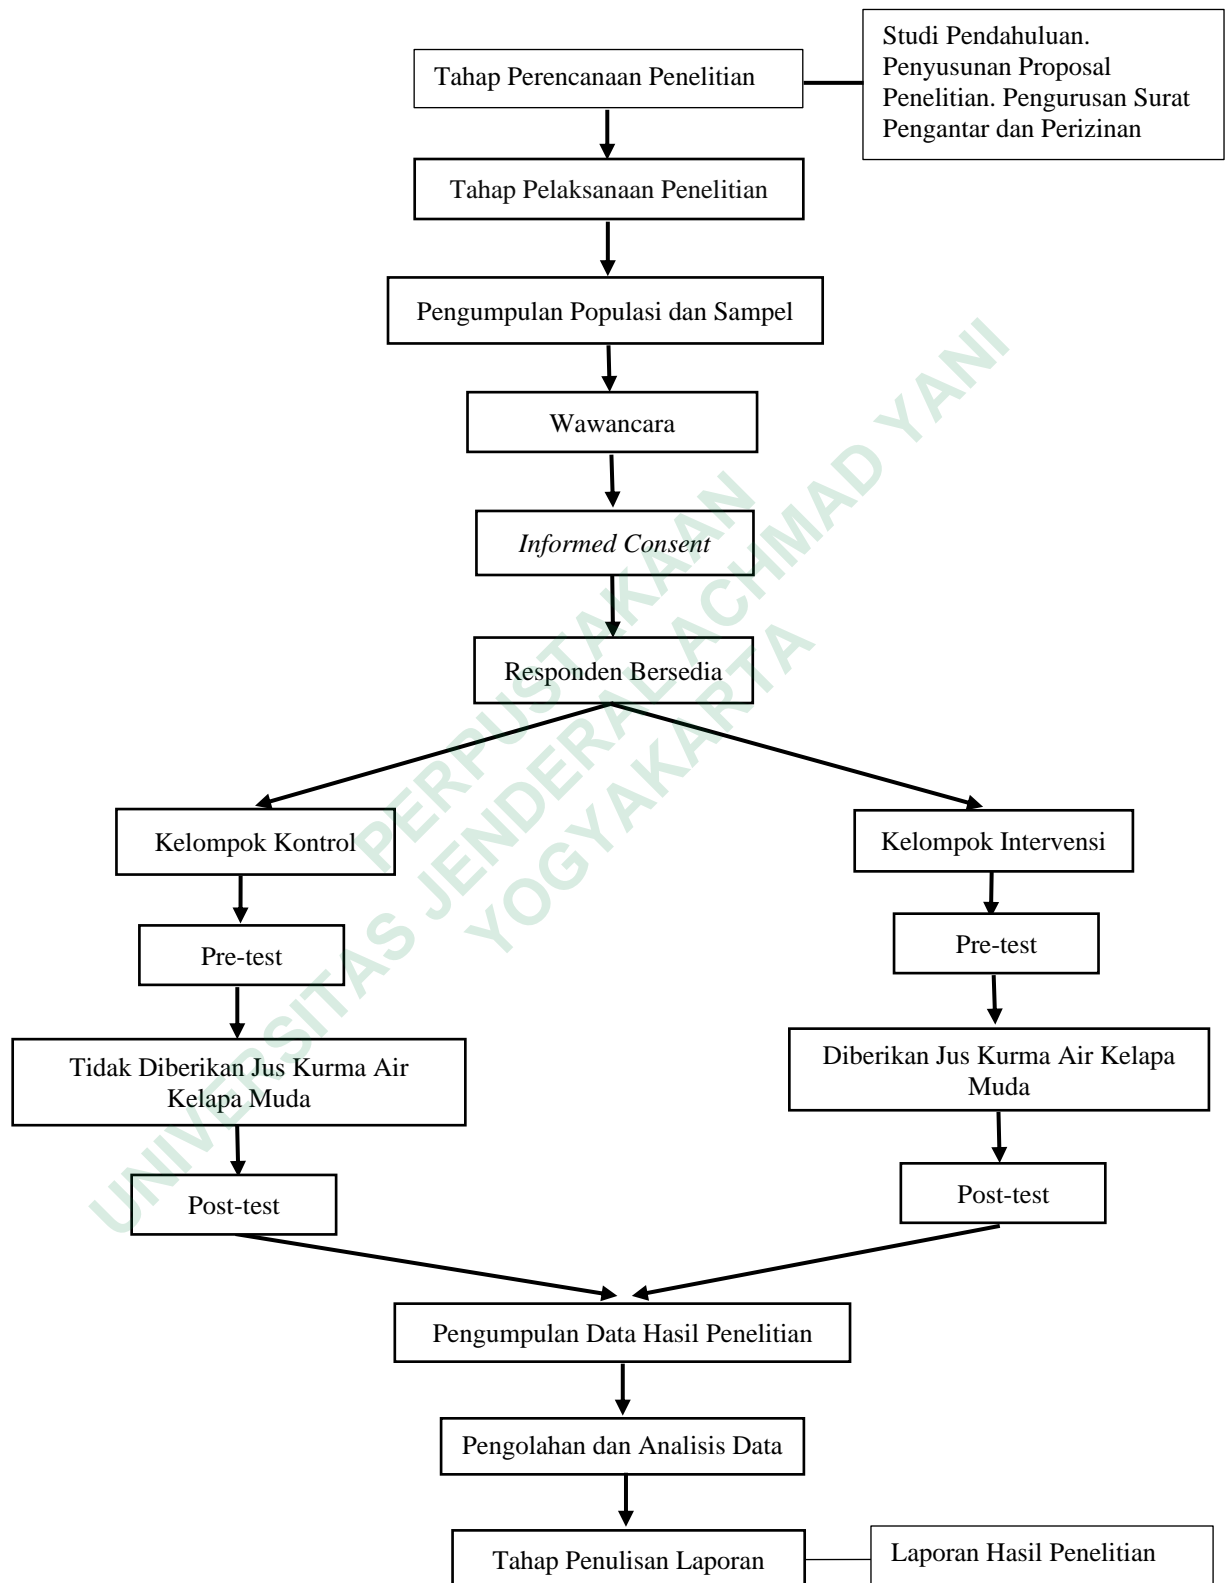 Studi Pendahuluan.
Penyusunan Proposal
Penelitian. Pengurusan Surat
Pengantar dan Perizinan
Tahap Perencanaan Penelitian
Tahap Pelaksanaan Penelitian
Pengumpulan Populasi dan Sampel
Wawancara
Informed Consent
Responden Bersedia
Kelompok Kontrol
Kelompok Intervensi
Pre-test
Pre-test
Tidak Diberikan Jus Kurma Air
Kelapa Muda
Diberikan Jus Kurma Air Kelapa
Muda
Post-test
Post-test
Pengumpulan Data Hasil Penelitian
Pengolahan dan Analisis Data
Tahap Penulisan Laporan
Laporan Hasil Penelitian
PERPUSTAKAAN
UNIVERSITAS JENDERAL ACHMAD YANI
YOGYAKARTA